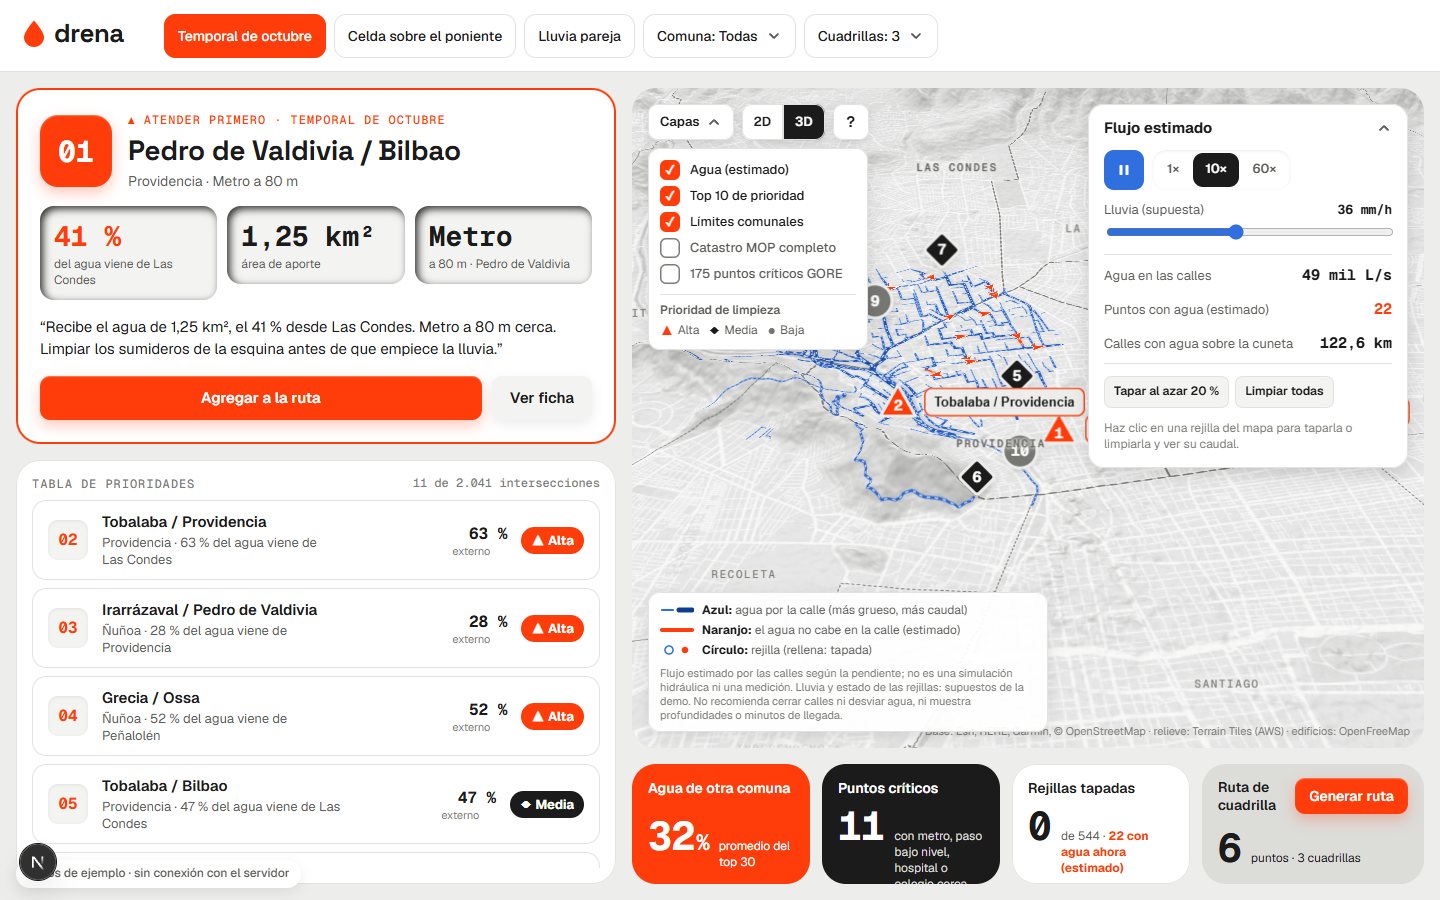 drena
Temporal de octubre
Celda sobre el poniente
Lluvia pareja
Comuna: Todas
Cuadrillas: 3
01
▲ ATENDER PRIMERO · TEMPORAL DE OCTUBRE
Pedro de Valdivia / Bilbao
Providencia · Metro a 80 m
41 %
del agua viene de Las
Condes
1,25 km²
área de aporte
Metro
a 80 m · Pedro de Valdivia
“Recibe el agua de 1,25 km², el 41 % desde Las Condes. Metro a 80 m cerca.
Limpiar los sumideros de la esquina antes de que empiece la lluvia.”
Agregar a la ruta
Ver ficha
TABLA DE PRIORIDADES
11 de 2.041 intersecciones
02
Tobalaba / Providencia
Providencia · 63 % del agua viene de
Las Condes
63 %
externo
▲ Alta
03
Irarrázaval / Pedro de Valdivia
Ñuñoa · 28 % del agua viene de
Providencia
28 %
externo
▲ Alta
04
Grecia / Ossa
Ñuñoa · 52 % del agua viene de
Peñalolén
52 %
externo
▲ Alta
05
Tobalaba / Bilbao
Providencia · 47 % del agua viene de Las
Condes
47 %
externo
◆ Media
N
s de ejemplo · sin conexión con el servidor
Capas
2D
3D
?
Agua (estimado)
Top 10 de prioridad
Límites comunales
Catastro MOP completo
175 puntos críticos GORE
Prioridad de limpieza
▲ Alta
◆ Media
● Baja
LAS CONDES
LA
7
9
IT
5
2
Tobalaba / Providencia
1
PROVIDENCIA
10
6
RECOLETA
SANTIAGO
Flujo estimado
1×
10×
60×
Lluvia (supuesta)
36 mm/h
Agua en las calles
49 mil L/s
Puntos con agua (estimado)
22
Calles con agua sobre la cuneta
122,6 km
Tapar al azar 20 %
Limpiar todas
Haz clic en una rejilla del mapa para taparla o
limpiarla y ver su caudal.
Azul: agua por la calle (más grueso, más caudal)
Naranjo: el agua no cabe en la calle (estimado)
Círculo: rejilla (rellena: tapada)
Flujo estimado por las calles según la pendiente; no es una simulación
hidráulica ni una medición. Lluvia y estado de las rejillas: supuestos de la
demo. No recomienda cerrar calles ni desviar agua, ni muestra
profundidades o minutos de llegada.
Base: Esri, HERE, Garmin, © OpenStreetMap · relieve: Terrain Tiles (AWS) · edificios: OpenFreeMap
Agua de otra comuna
32%
promedio del
top 30
Puntos críticos
11
con metro, paso
bajo nivel,
hospital o
colegio cerca
Rejillas tapadas
0
de 544 · 22 con
agua ahora
(estimado)
Ruta de
cuadrilla
Generar ruta
6
puntos · 3 cuadrillas